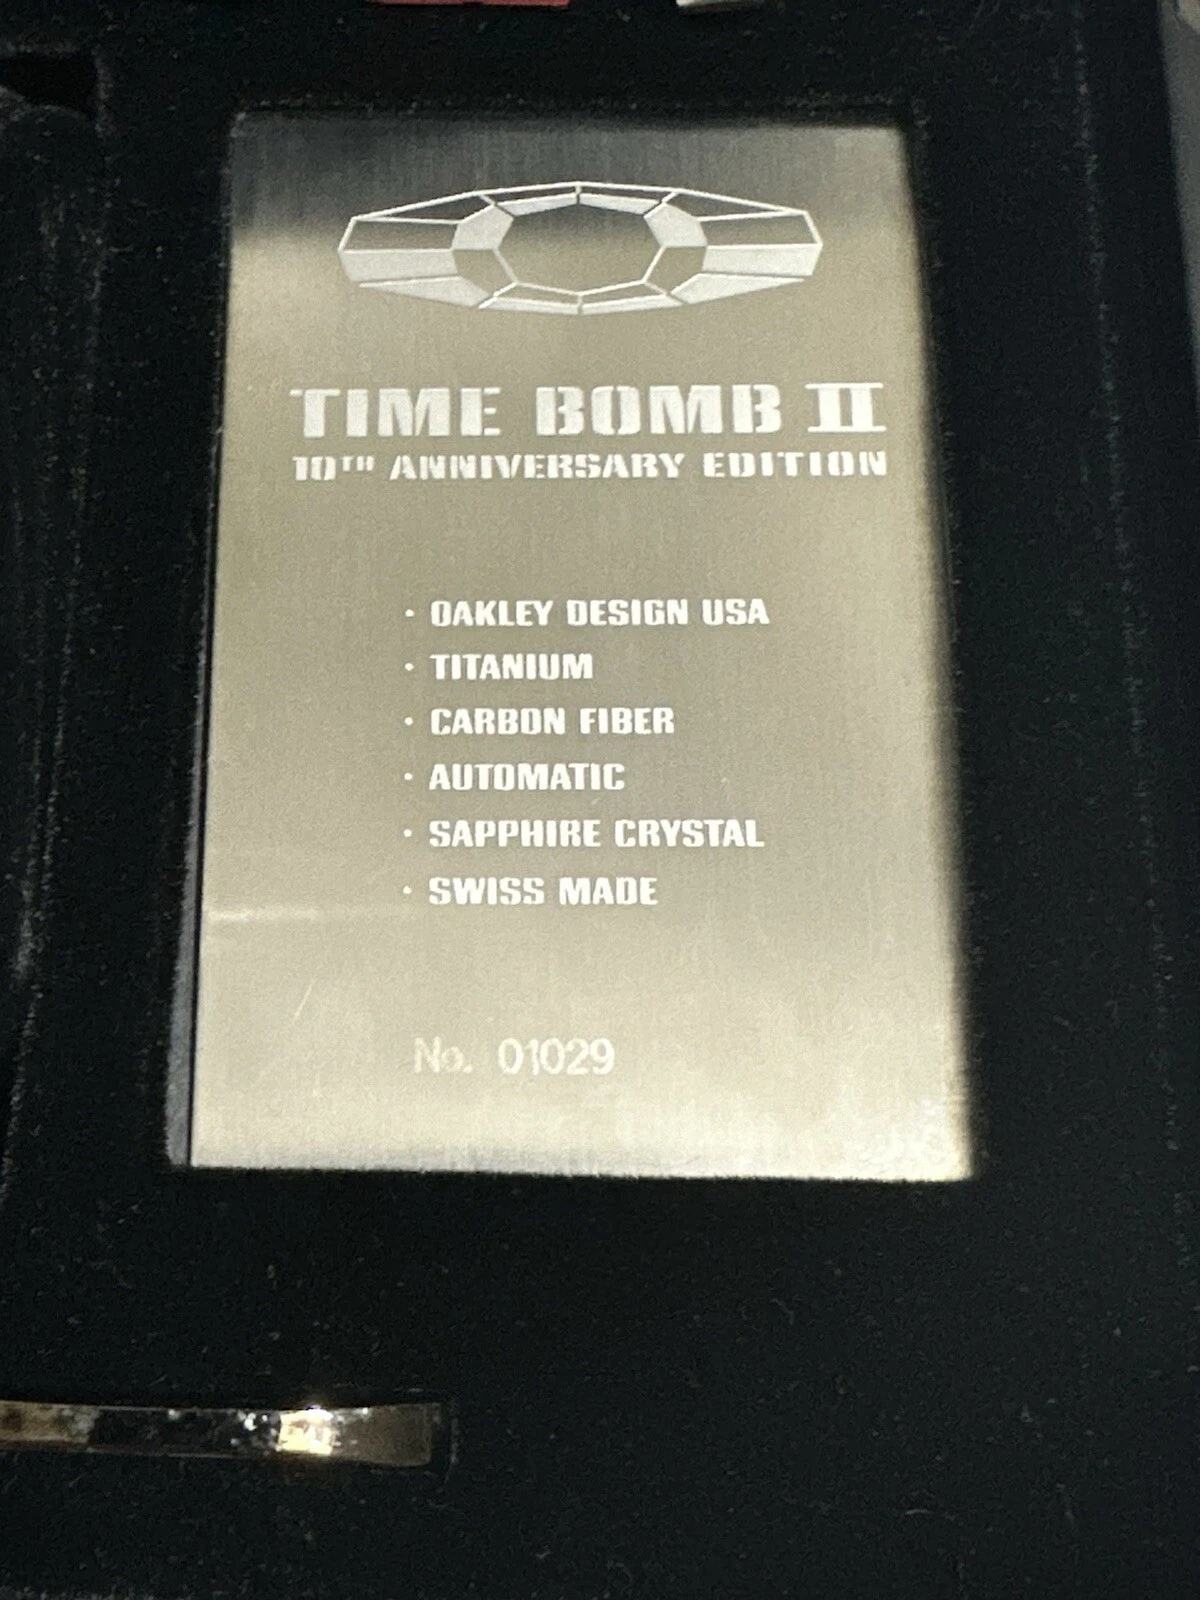 TIME BOMB II
10TH ANNIVERSARY EDITION
· OAKLEY DESIGN USA
· TITANIUM
· CARBON FIBER
· AUTOMATIC
· SAPPHIRE CRYSTAL
· SWISS MADE
No. 01029